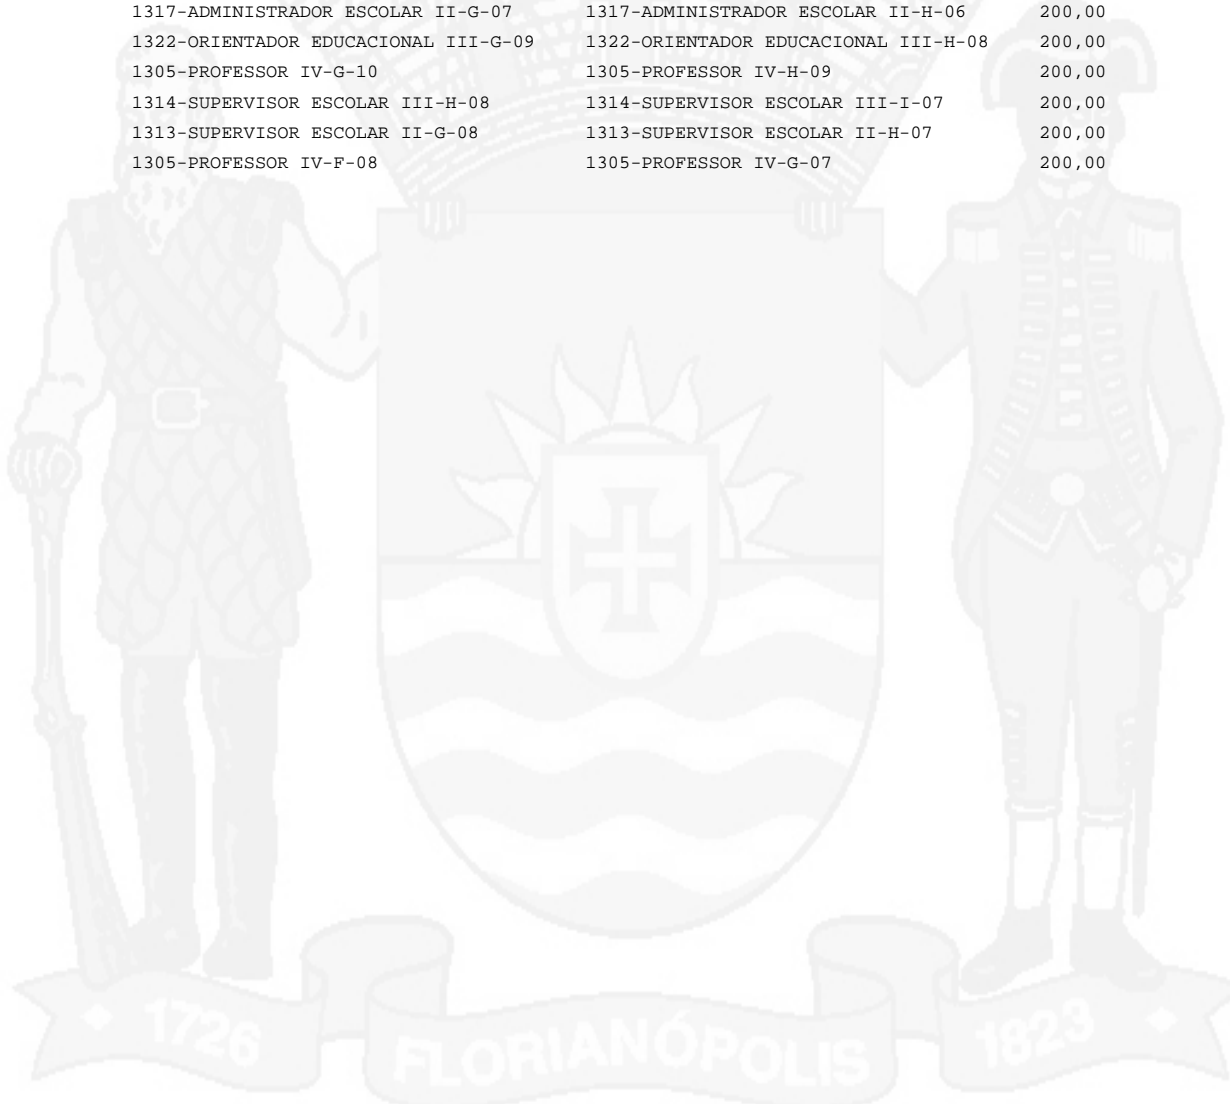 1317-ADMINISTRADOR ESCOLAR II-G-07 1317-ADMINISTRADOR ESCOLAR II-H-06 200,00
1322-ORIENTADOR EDUCACIONAL III-G-09 1322-ORIENTADOR EDUCACIONAL III-H-08 200,00
1305-PROFESSOR IV-G-10 1305-PROFESSOR IV-H-09 200,00
1314-SUPERVISOR ESCOLAR III-H-08 1314-SUPERVISOR ESCOLAR III-I-07 200,00
1313-SUPERVISOR ESCOLAR II-G-08 1313-SUPERVISOR ESCOLAR II-H-07 200,00
1305-PROFESSOR IV-F-08 1305-PROFESSOR IV-G-07 200,00
1726 FLORIANÓPOLIS 1823